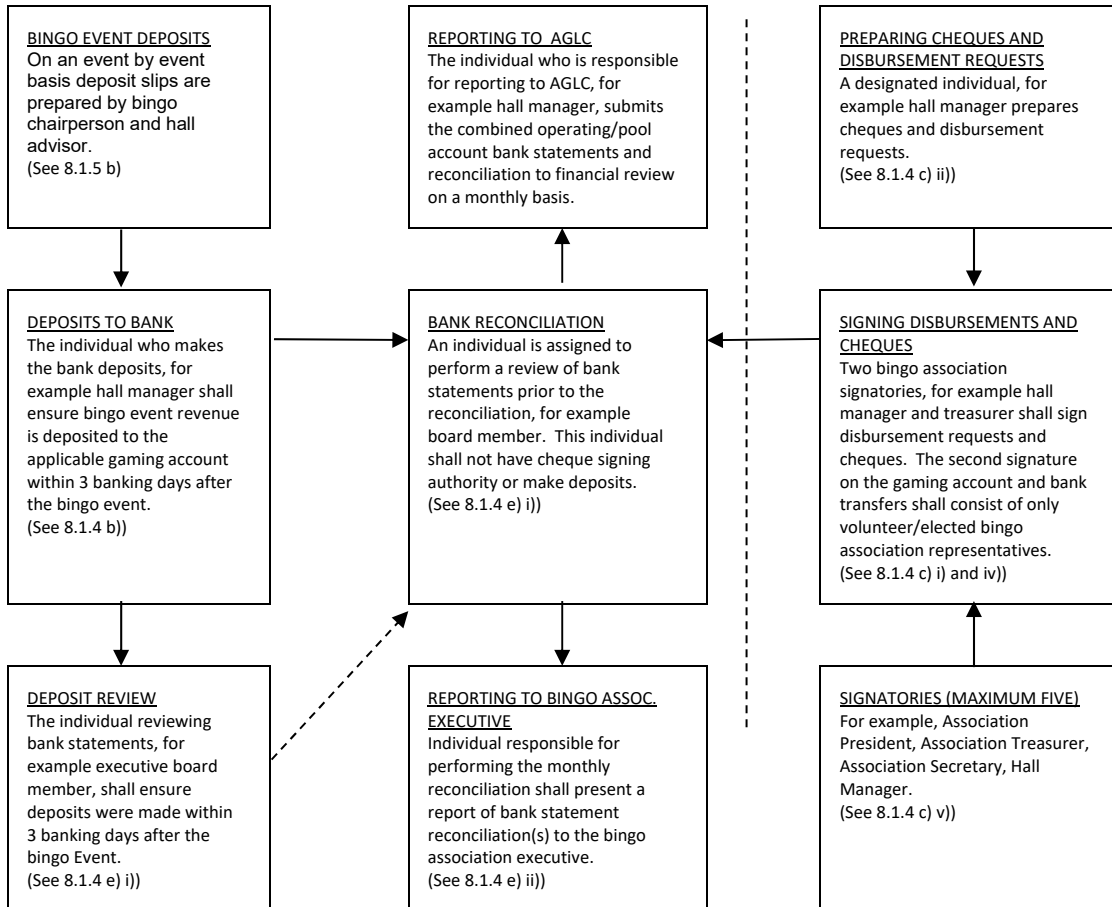 BINGO EVENT DEPOSITS
On an event by event
basis deposit slips are
prepared by bingo
chairperson and hall
advisor.
(See 8.1.5 b)
REPORTING TO  AGLC
The individual who is responsible
for reporting to AGLC, for
example hall manager, submits
the combined operating/pool
account bank statements and
reconciliation to financial review
on a monthly basis.
PREPARING CHEQUES AND
DISBURSEMENT REQUESTS
A designated individual, for
example hall manager prepares
cheques and disbursement
requests.
(See 8.1.4 c) ii))
DEPOSITS TO BANK
The individual who makes
the bank deposits, for
example hall manager shall
ensure bingo event revenue
is deposited to the
applicable gaming account
within 3 banking days after
the bingo event.
(See 8.1.4 b))
BANK RECONCILIATION
An individual is assigned to
perform a review of bank
statements prior to the
reconciliation, for example
board member.  This individual
shall not have cheque signing
authority or make deposits.
(See 8.1.4 e) i))
SIGNING DISBURSEMENTS AND
CHEQUES
Two bingo association
signatories, for example hall
manager and treasurer shall sign
disbursement requests and
cheques.  The second signature
on the gaming account and bank
transfers shall consist of only
volunteer/elected bingo
association representatives.
(See 8.1.4 c) i) and iv))
DEPOSIT REVIEW
The individual reviewing
bank statements, for
example executive board
member, shall ensure
deposits were made within
3 banking days after the
bingo Event.
(See 8.1.4 e) i))
REPORTING TO BINGO ASSOC.
EXECUTIVE
Individual responsible for
performing the monthly
reconciliation shall present a
report of bank statement
reconciliation(s) to the bingo
association executive.
(See 8.1.4 e) ii))
SIGNATORIES (MAXIMUM FIVE)
For example, Association
President, Association Treasurer,
Association Secretary, Hall
Manager.
(See 8.1.4 c) v))